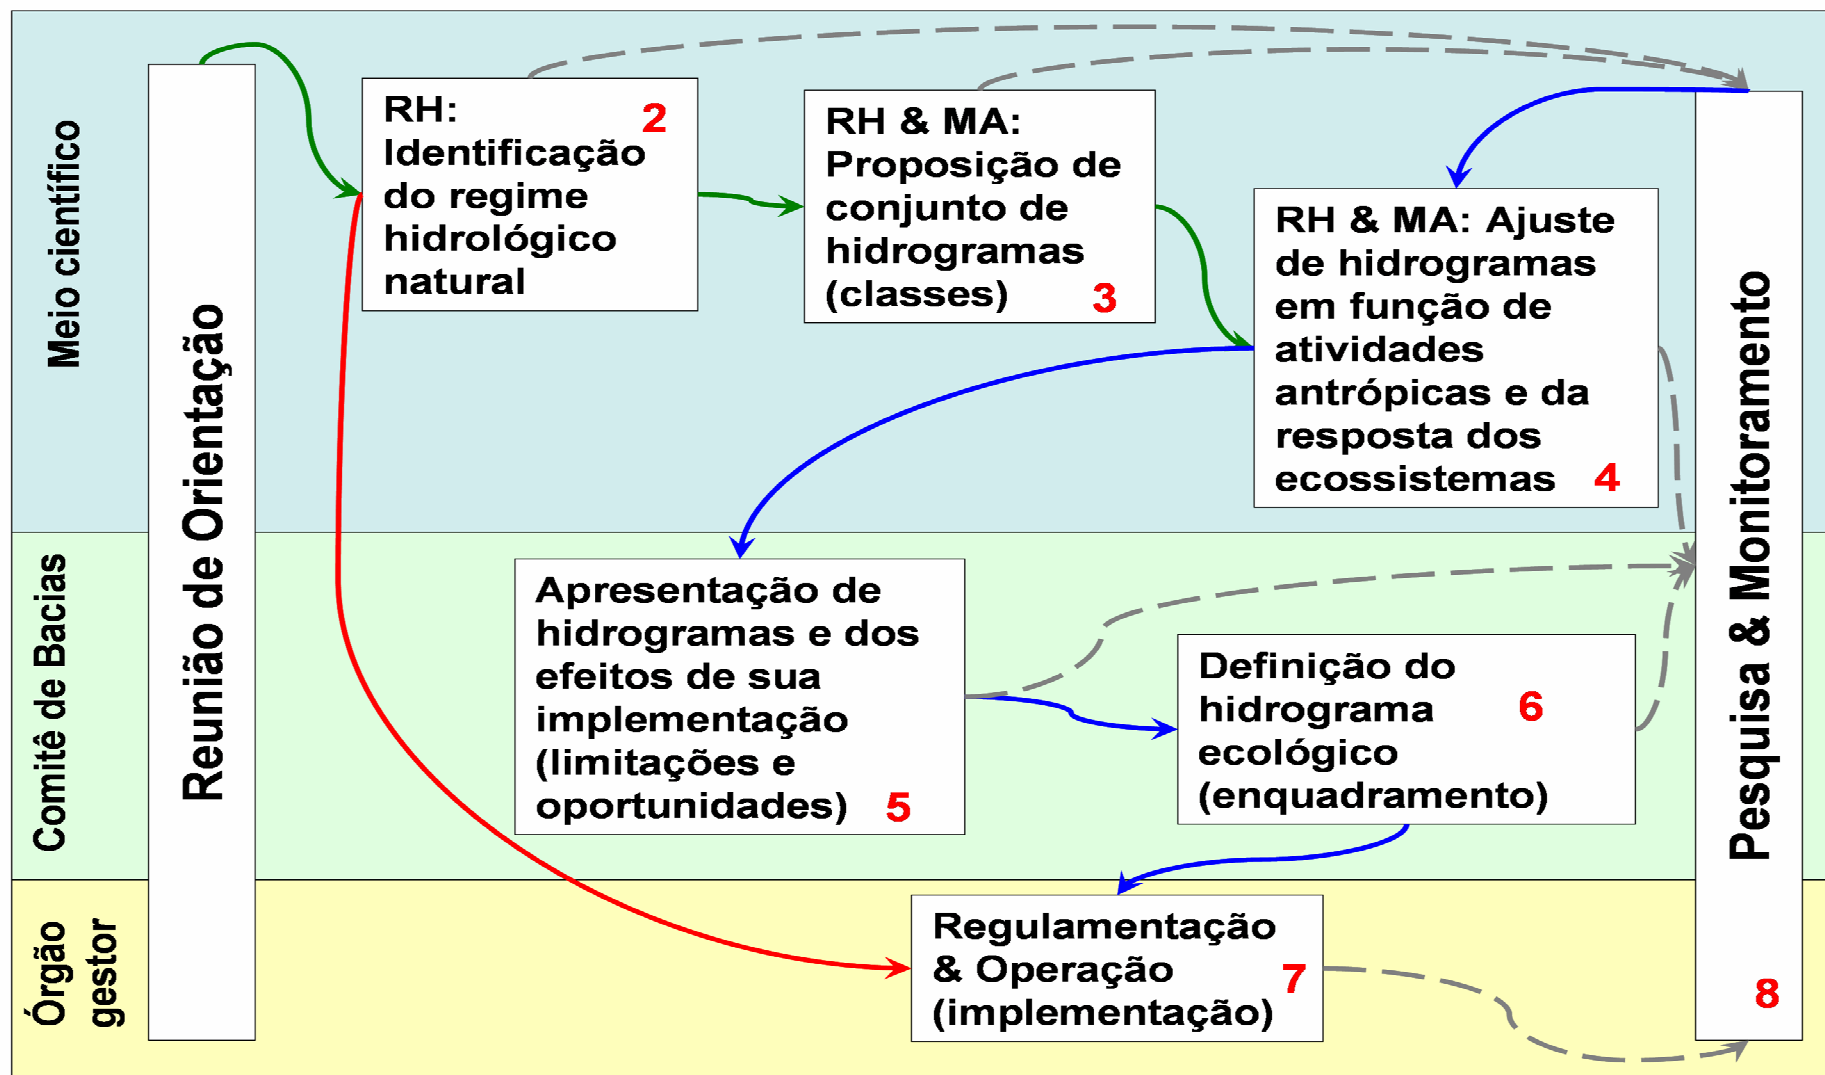 Meio científico
Comitê de Bacias
Órgão
gestor
Reunião de Orientação
RH: 2
Identificação
do regime
hidrológico
natural
RH & MA:
Proposição de
conjunto de
hidrogramas
(classes) 3
RH & MA: Ajuste
de hidrogramas
em função de
atividades
antrópicas e da
resposta dos
ecossistemas 4
Apresentação de
hidrogramas e dos
efeitos de sua
implementação
(limitações e
oportunidades) 5
Definição do
hidrograma 6
ecológico
(enquadramento)
Regulamentação
& Operação 7
(implementação)
Pesquisa & Monitoramento
8